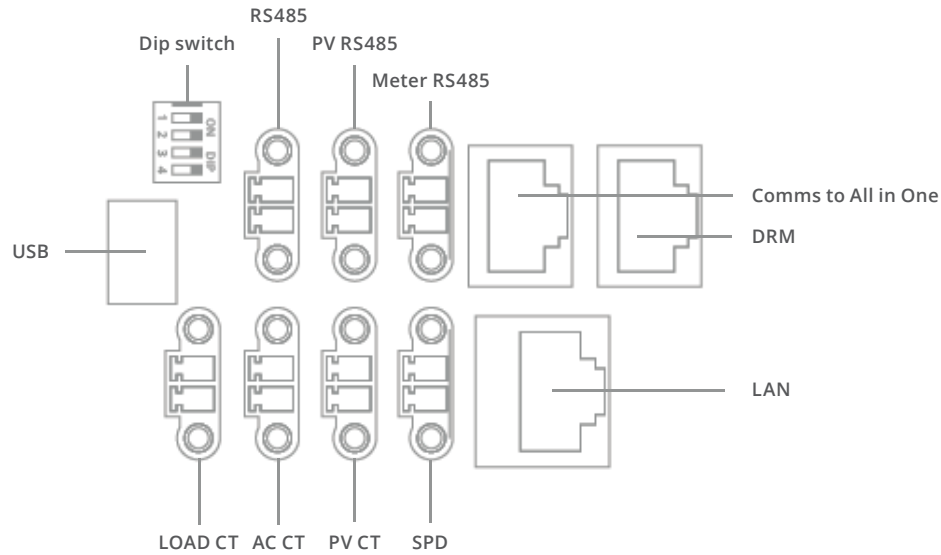 RS485
Dip switch
PV RS485
Meter RS485
1 2 3 4
ON DIP
Comms to All in One
DRM
USB
LAN
LOAD CT
AC CT
PV CT
SPD